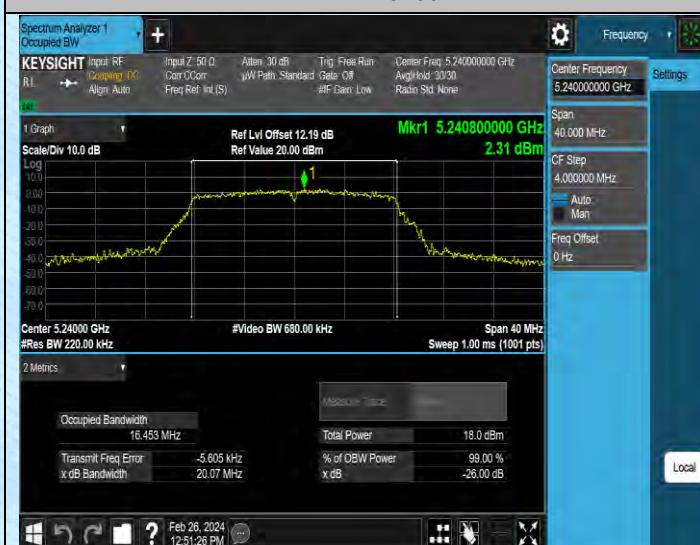 Spectrum Analyzer 1
Occupied BW
+
Frequency
KEYSIGHT Input: RF Input Z: 50 Ω Atten: 30 dB Trig: Free Run Center Freq: 5.240000000 GHz
RL Coupling: DC Corr CCorr µW Path: Standard Gate: Off Avg|Hold: 30/30
Align: Auto Freq Ref: Int (S) #IF Gain: Low Radio Std: None
Center Frequency
5.240000000 GHz
Settings
Span
40.000 MHz
CF Step
4.000000 MHz
Auto
Man
Freq Offset
0 Hz
1 Graph
Scale/Div 10.0 dB
Ref Lvl Offset 12.19 dB
Ref Value 20.00 dBm
Mkr1 5.240800000 GHz
2.31 dBm
Log
10.0
0.00
-10.0
-20.0
-30.0
-40.0
-50.0
-60.0
-70.0
1
Center 5.24000 GHz #Video BW 680.00 kHz Span 40 MHz
#Res BW 220.00 kHz Sweep 1.00 ms (1001 pts)
2 Metrics
Measure Trace
Occupied Bandwidth
16.453 MHz
Total Power 18.0 dBm
Transmit Freq Error -5.605 kHz
% of OBW Power 99.00 %
x dB Bandwidth 20.07 MHz
x dB -26.00 dB
Local
?
Feb 26, 2024
12:51:26 PM